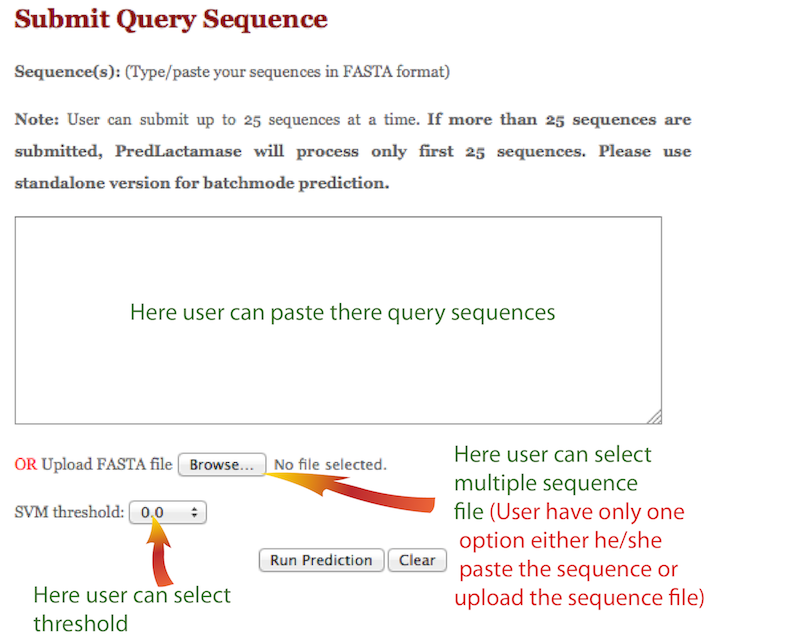 Submit Query Sequence
Sequence(s): (Type/paste your sequences in FASTA format)
Note: User can submit up to 25 sequences at a time. If more than 25 sequences are
submitted, PredLactamase will process only first 25 sequences. Please use
standalone version for batchmode prediction.
Here user can paste there query sequences
OR Upload FASTA file Browse... No file selected.
SVM threshold: 0.0
Run Prediction Clear
Here user can select
multiple sequence
file (User have only one
option either he/she
paste the sequence or
upload the sequence file)
Here user can select
threshold